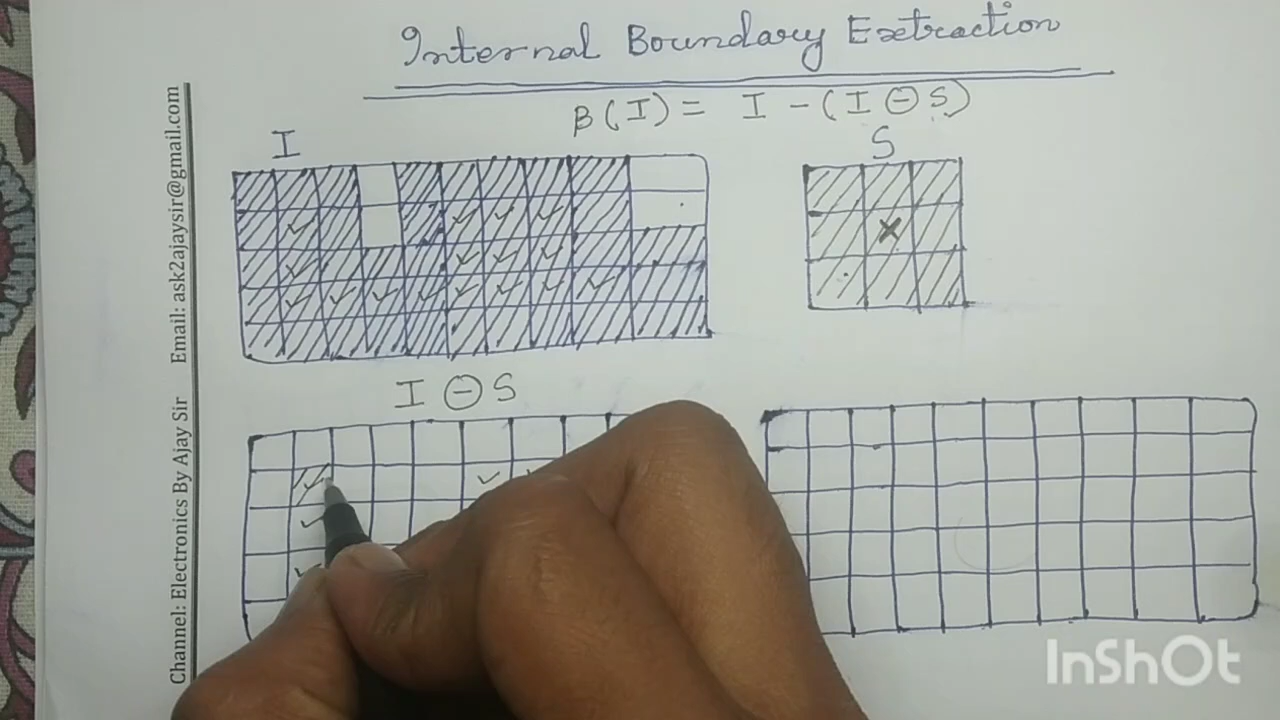 Internal Boundary Extraction
β(I) = I - (I ⊖ S)
I
S
I ⊖ S
Channel: Electronics By Ajay Sir Email: ask2ajaysir@gmail.com
InShOt